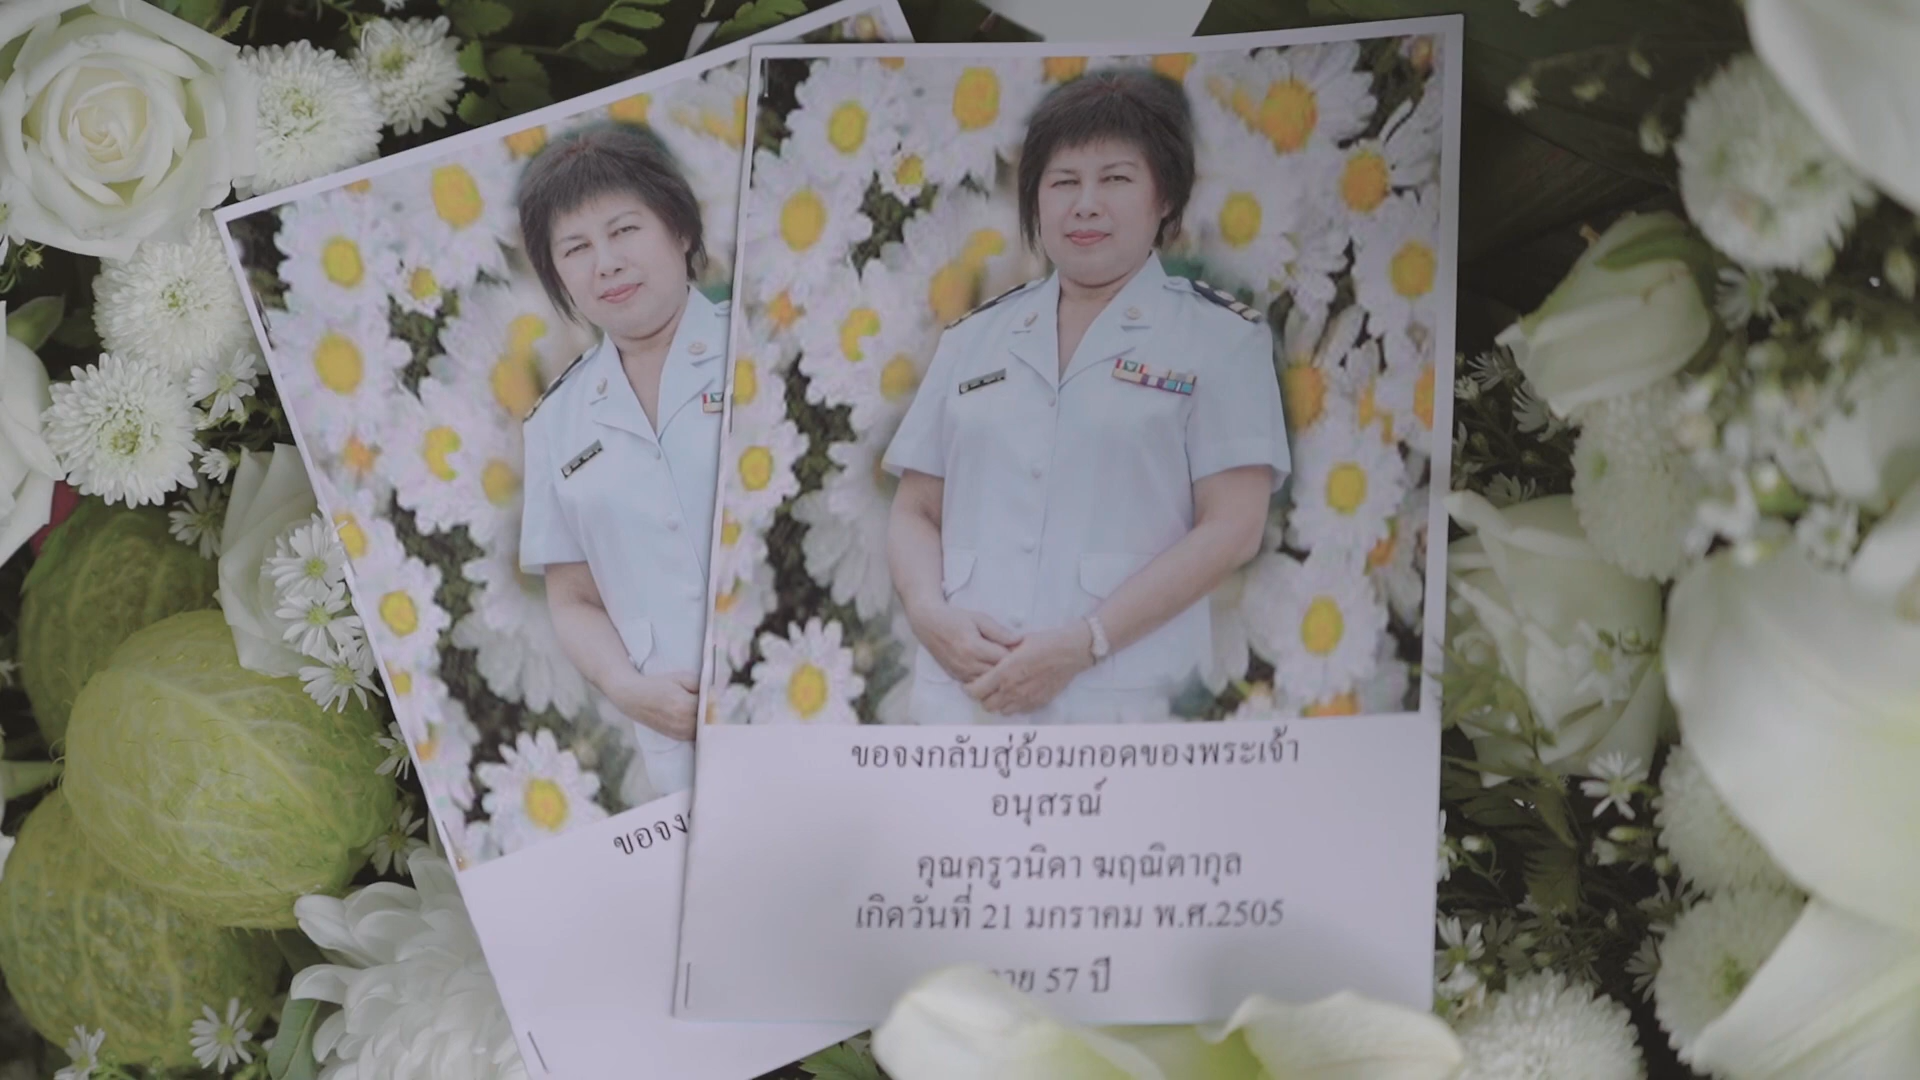 ขอจงกลับสู่อ้อมกอดของพระเจ้า
อนุสรณ์
คุณครูวนิดา ฆฤณิตากุล
เกิดวันที่ 21 มกราคม พ.ศ.2505
57 ปี
ขอจง